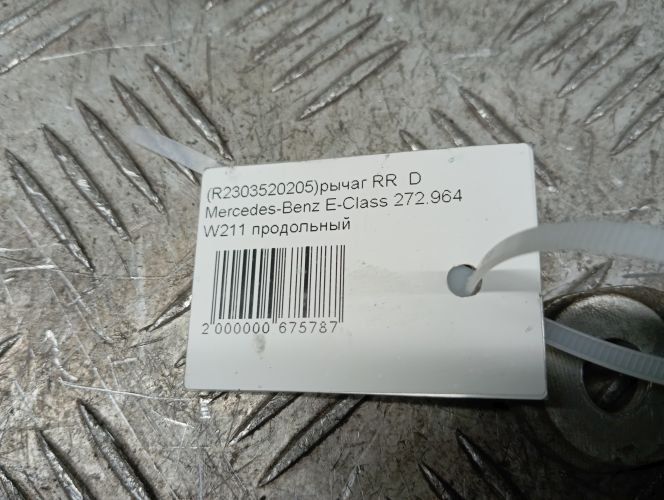 (R2303520205)рычаг RR D
Mercedes-Benz E-Class 272.964
W211 продольный
2 000000 675787